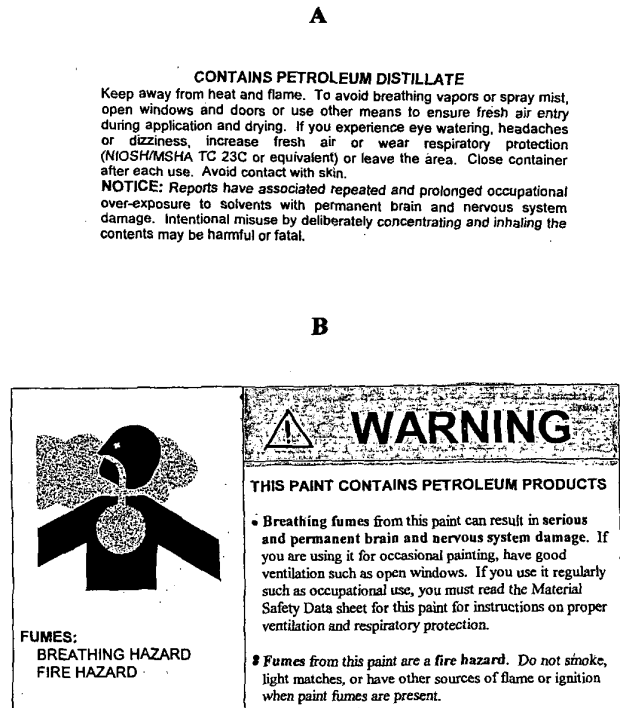 A
CONTAINS PETROLEUM DISTILLATE
Keep away from heat and flame. To avoid breathing vapors or spray mist,
open windows and doors or use other means to ensure fresh air entry
during application and drying. If you experience eye watering, headaches
or dizziness, increase fresh air or wear respiratory protection
(NIOSH/MSHA TC 23C or equivalent) or leave the area. Close container
after each use. Avoid contact with skin.
NOTICE: Reports have associated repeated and prolonged occupational
over-exposure to solvents with permanent brain and nervous system
damage. Intentional misuse by deliberately concentrating and inhaling the
contents may be harmful or fatal.
B
WARNING
THIS PAINT CONTAINS PETROLEUM PRODUCTS
• Breathing fumes from this paint can result in serious
and permanent brain and nervous system damage. If
you are using it for occasional painting, have good
ventilation such as open windows. If you use it regularly
such as occupational use, you must read the Material
Safety Data sheet for this paint for instructions on proper
ventilation and respiratory protection.
• Fumes from this paint are a fire hazard. Do not smoke,
light matches, or have other sources of flame or ignition
when paint fumes are present.
FUMES:
BREATHING HAZARD
FIRE HAZARD